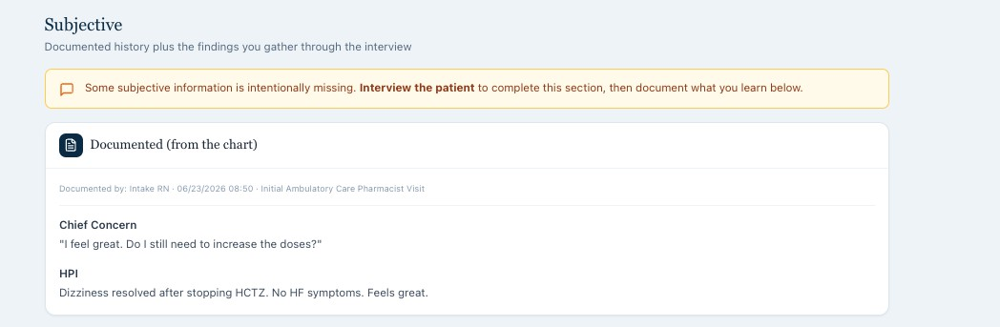 Subjective
Documented history plus the findings you gather through the interview
Some subjective information is intentionally missing. Interview the patient to complete this section, then document what you learn below.
Documented (from the chart)
Documented by: Intake RN · 06/23/2026 08:50 · Initial Ambulatory Care Pharmacist Visit
Chief Concern
"I feel great. Do I still need to increase the doses?"
HPI
Dizziness resolved after stopping HCTZ. No HF symptoms. Feels great.